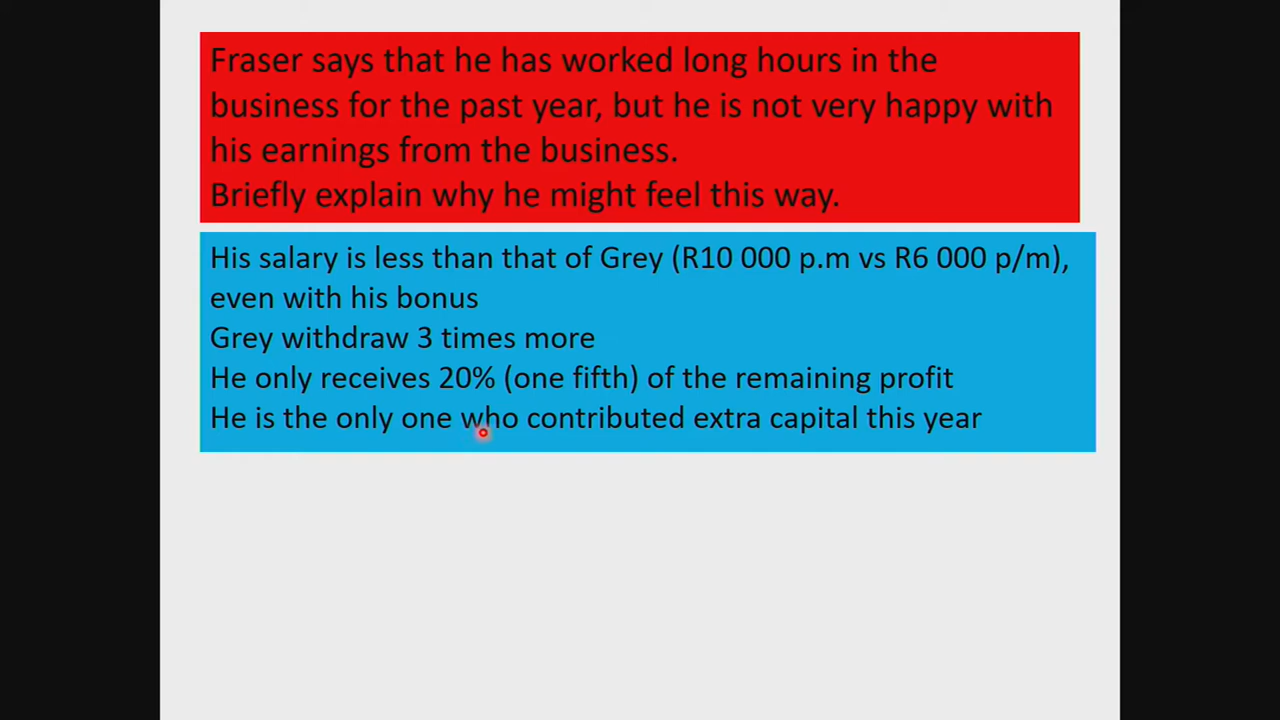 Fraser says that he has worked long hours in the
business for the past year, but he is not very happy with
his earnings from the business.
Briefly explain why he might feel this way.
His salary is less than that of Grey (R10 000 p.m vs R6 000 p/m),
even with his bonus
Grey withdraw 3 times more
He only receives 20% (one fifth) of the remaining profit
He is the only one who contributed extra capital this year